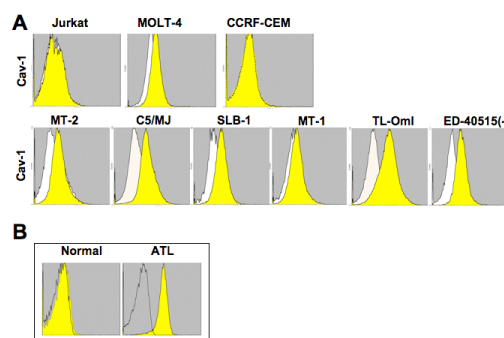 A
Jurkat MOLT-4 CCRF-CEM
Cav-1
MT-2 C5/MJ SLB-1 MT-1 TL-OmI ED-40515(-
Cav-1
B
Normal ATL